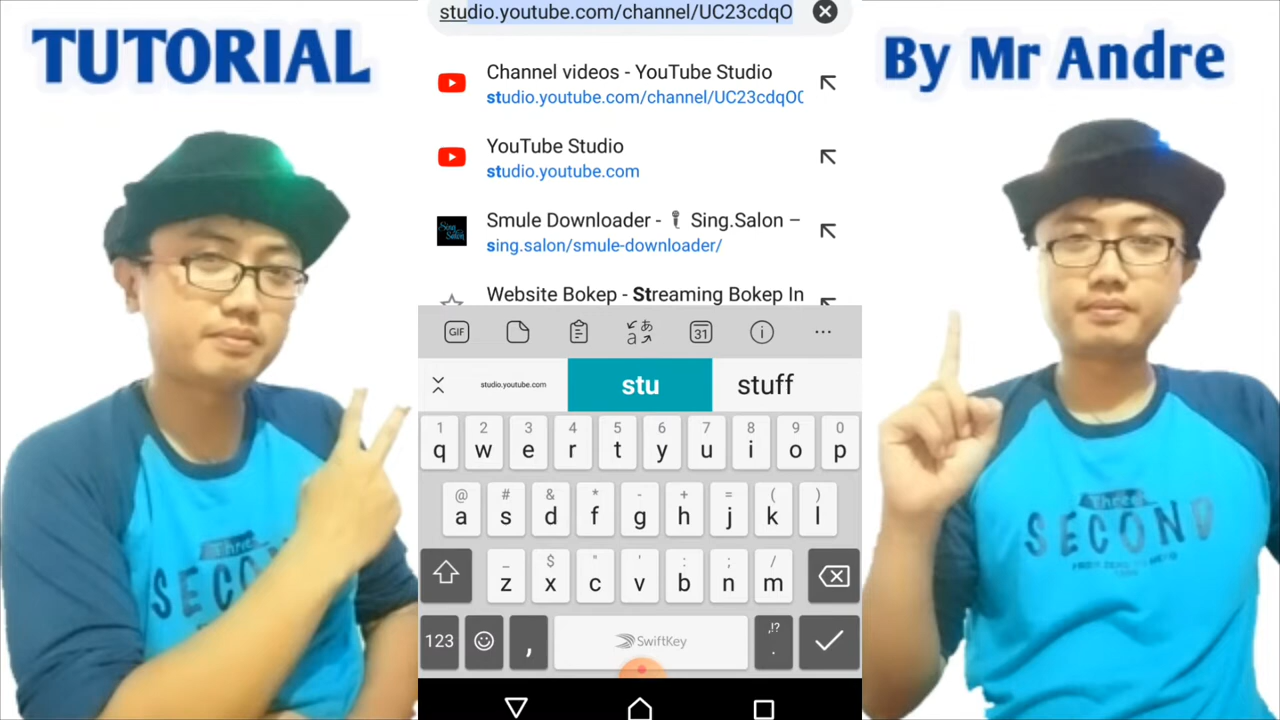 TUTORIAL
By Mr Andre
studio.youtube.com/channel/UC23cdqO
Channel videos - YouTube Studio
studio.youtube.com/channel/UC23cdqO
YouTube Studio
studio.youtube.com
Smule Downloader - Sing.Salon –
sing.salon/smule-downloader/
Website Bokep - Streaming Bokep In
GIF
31
studio.youtube.com
stu
stuff
1 2 3 4 5 6 7 8 9 0
q w e r t y u i o p
@ # & * - + = ( )
a s d f g h j k l
_ $ " ' : ; /
z x c v b n m
123 , SwiftKey ,!? .
Three
SECOND
Three
SECOND